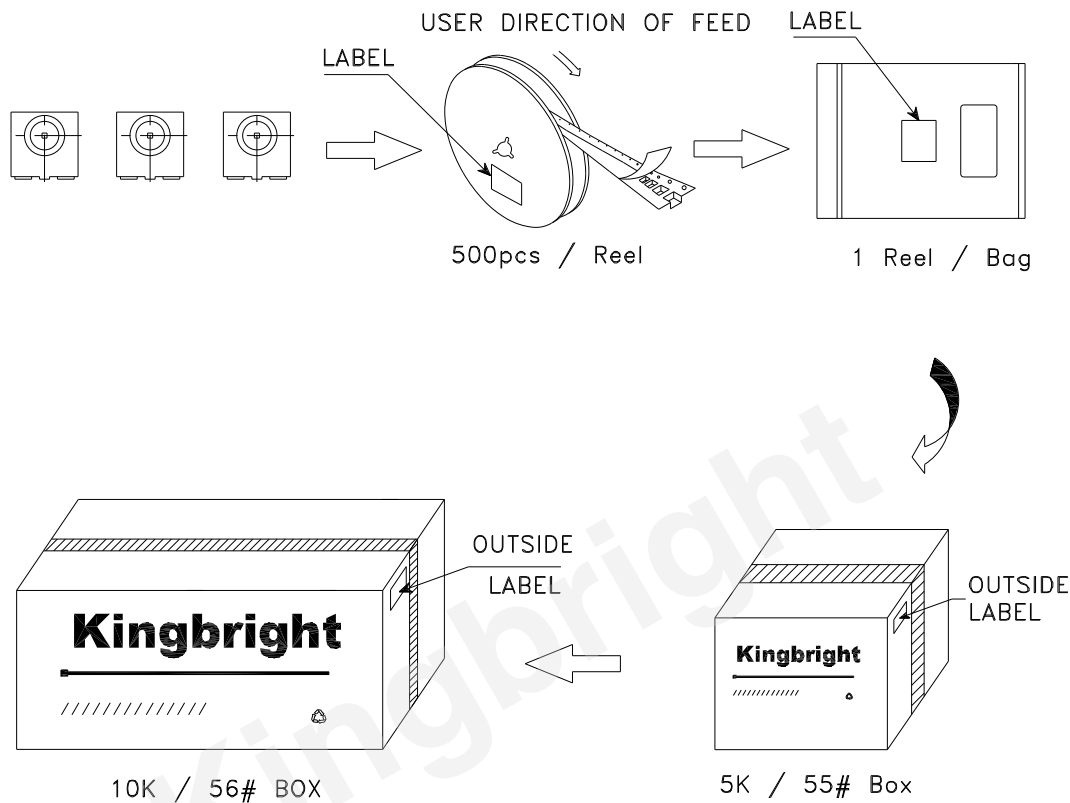 USER DIRECTION OF FEED
LABEL
LABEL
500pcs / Reel
1 Reel / Bag
OUTSIDE
LABEL
Kingbright
10K / 56# BOX
OUTSIDE
LABEL
Kingbright
5K / 55# Box
Kingbright